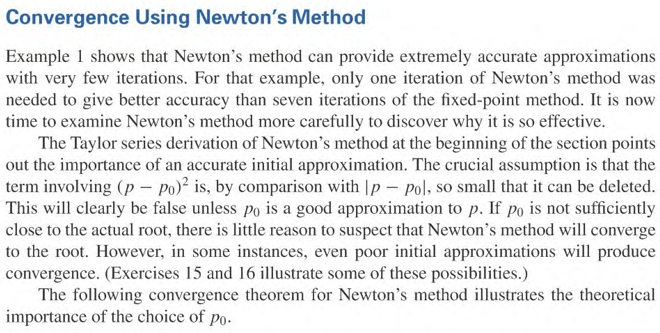 Convergence Using Newton's Method
Example 1 shows that Newton's method can provide extremely accurate approximations
with very few iterations. For that example, only one iteration of Newton's method was
needed to give better accuracy than seven iterations of the fixed-point method. It is now
time to examine Newton's method more carefully to discover why it is so effective.
The Taylor series derivation of Newton's method at the beginning of the section points
out the importance of an accurate initial approximation. The crucial assumption is that the
term involving (p − p₀)² is, by comparison with |p − p₀|, so small that it can be deleted.
This will clearly be false unless p₀ is a good approximation to p. If p₀ is not sufficiently
close to the actual root, there is little reason to suspect that Newton's method will converge
to the root. However, in some instances, even poor initial approximations will produce
convergence. (Exercises 15 and 16 illustrate some of these possibilities.)
The following convergence theorem for Newton's method illustrates the theoretical
importance of the choice of p₀.